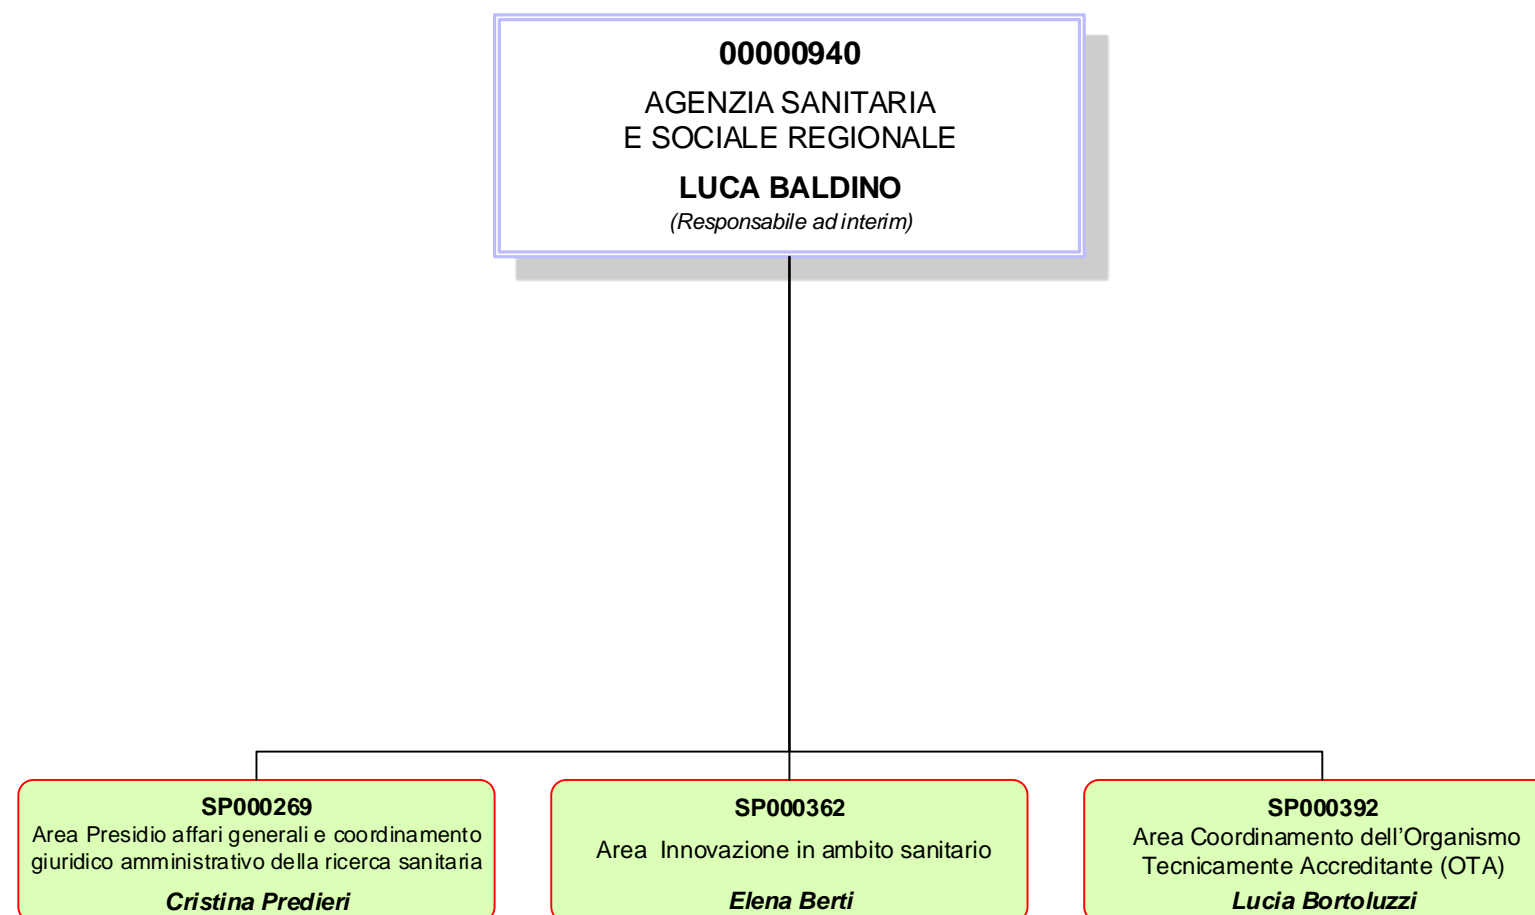 00000940
AGENZIA SANITARIA
E SOCIALE REGIONALE
LUCA BALDINO
(Responsabile ad interim)
SP000269
Area Presidio affari generali e coordinamento
giuridico amministrativo della ricerca sanitaria
Cristina Predieri
SP000362
Area Innovazione in ambito sanitario
Elena Berti
SP000392
Area Coordinamento dell’Organismo
Tecnicamente Accreditante (OTA)
Lucia Bortoluzzi